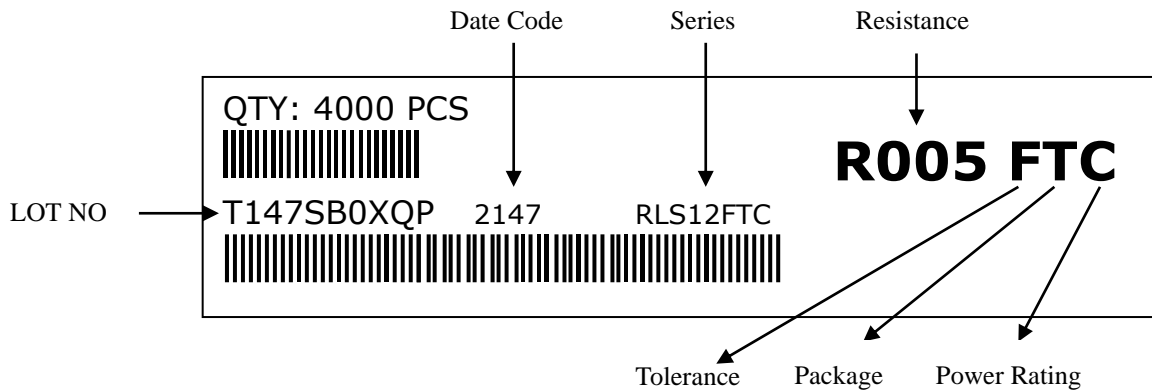 Date Code Series Resistance
QTY: 4000 PCS
R005 FTC
LOT NO T147SB0XQP 2147 RLS12FTC
Tolerance Package Power Rating